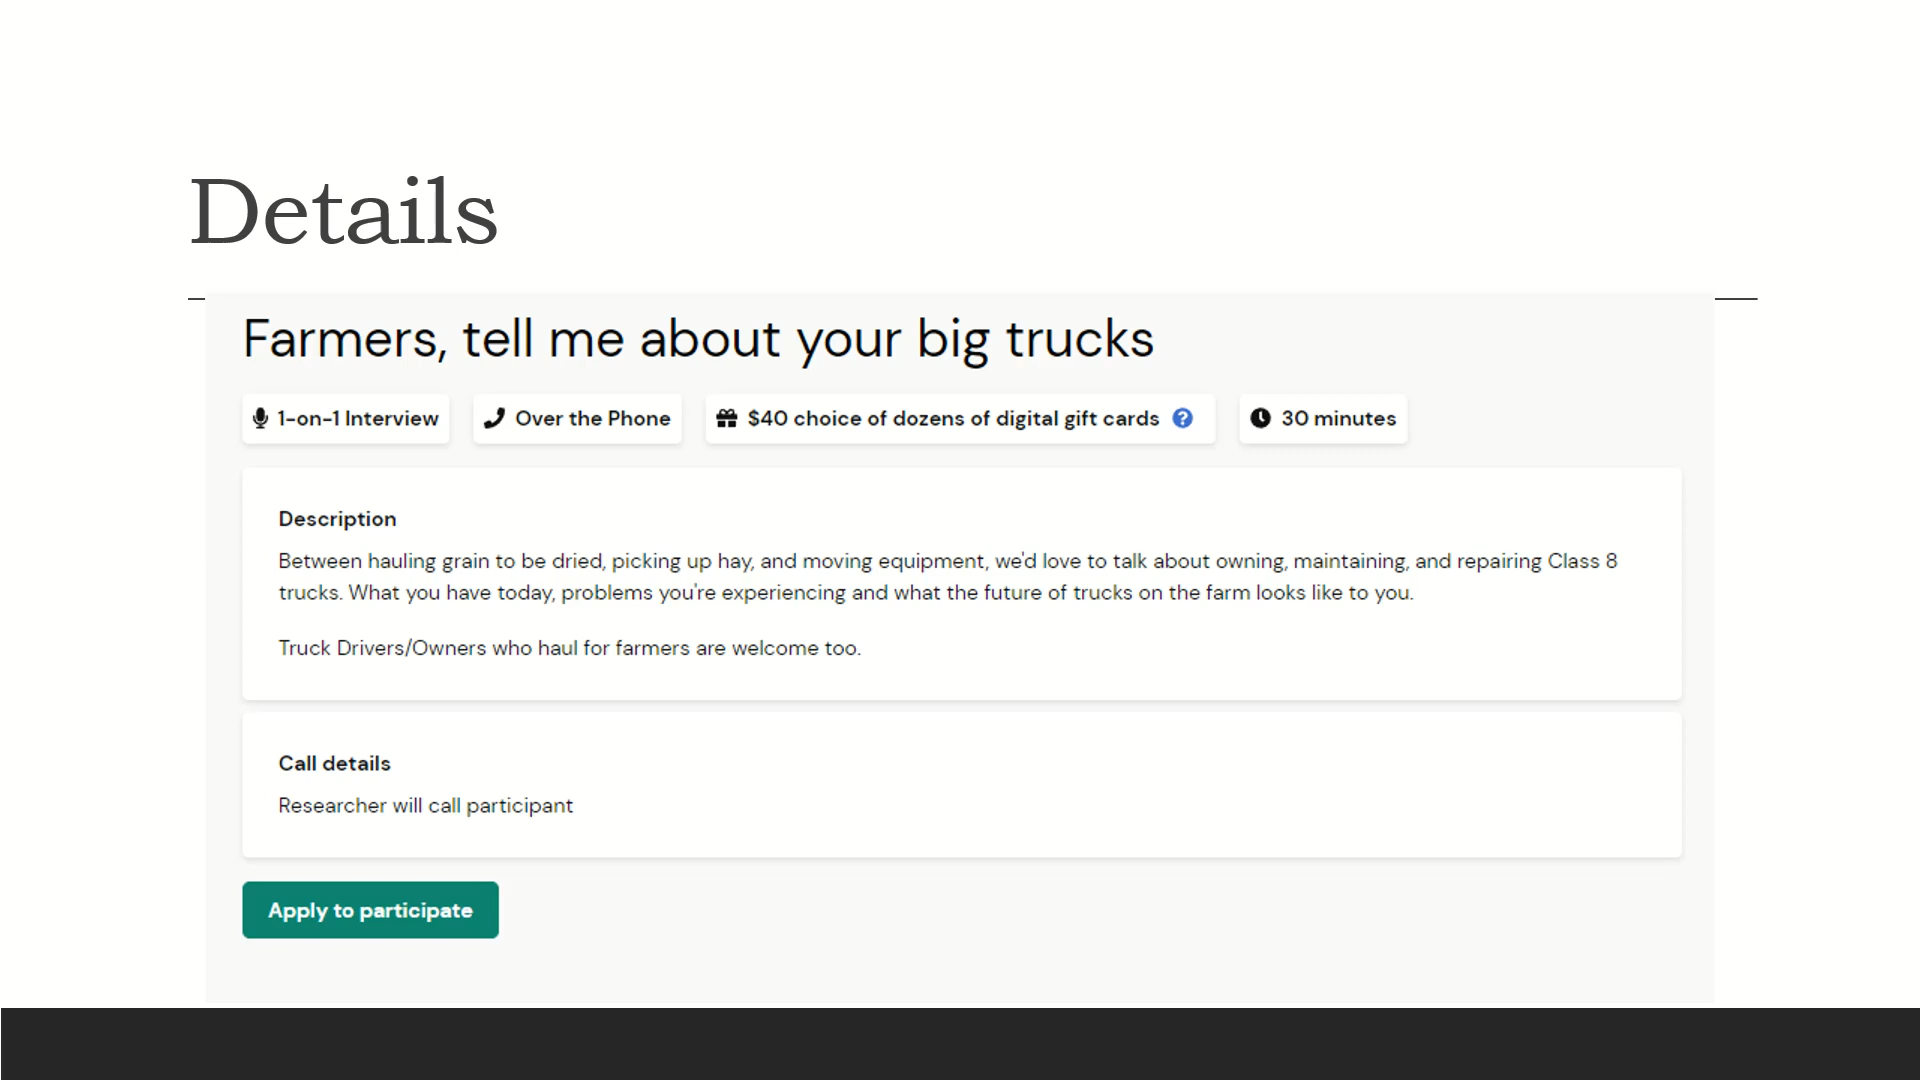 Details
Farmers, tell me about your big trucks
1-on-1 Interview
Over the Phone
$40 choice of dozens of digital gift cards ?
30 minutes
Description
Between hauling grain to be dried, picking up hay, and moving equipment, we'd love to talk about owning, maintaining, and repairing Class 8
trucks. What you have today, problems you're experiencing and what the future of trucks on the farm looks like to you.
Truck Drivers/Owners who haul for farmers are welcome too.
Call details
Researcher will call participant
Apply to participate